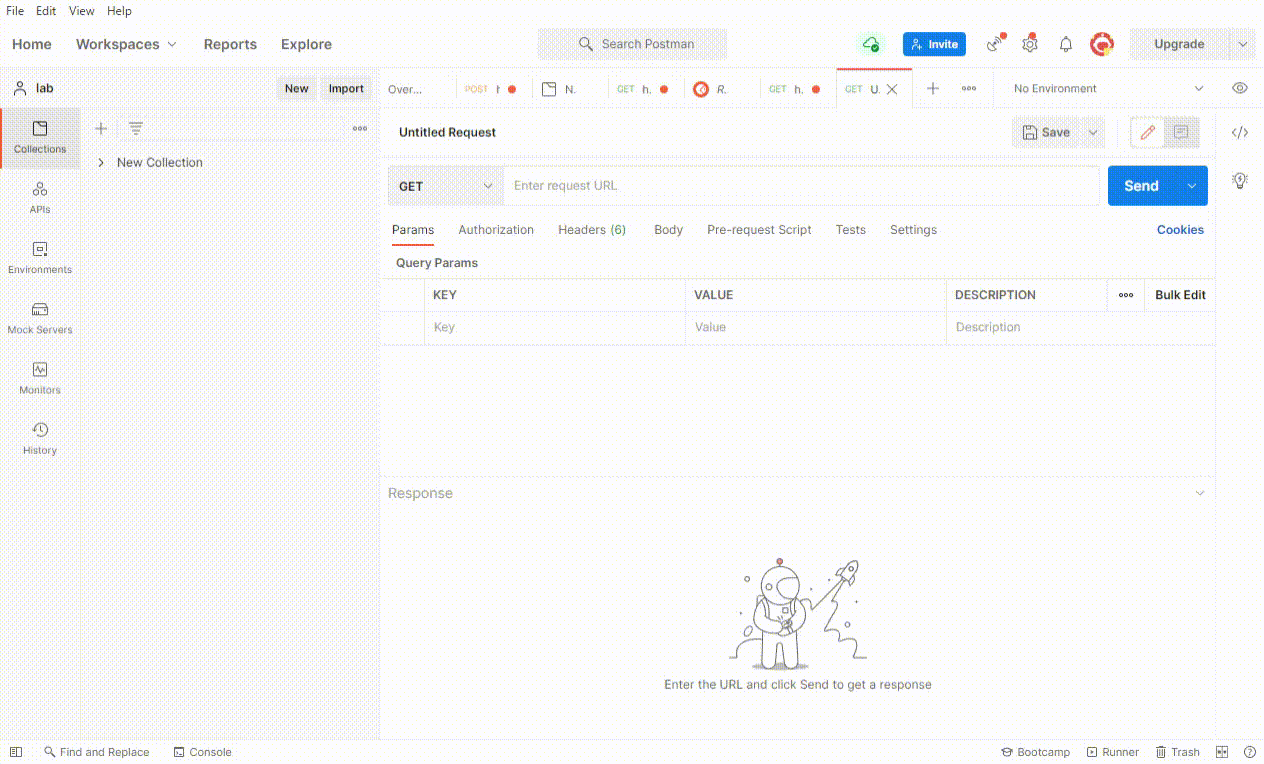 File Edit View Help
Home Workspaces Reports Explore Search Postman Invite Upgrade
lab New Import
Over... POST GET h. N. R. GET h. GET U. No Environment
Collections
APIs
Environments
Mock Servers
Monitors
History
New Collection
Untitled Request Save
GET Enter request URL Send
Params Authorization Headers (6) Body Pre-request Script Tests Settings Cookies
Query Params
KEY VALUE DESCRIPTION Bulk Edit
Key Value Description
Response
Enter the URL and click Send to get a response
Find and Replace Console Bootcamp Runner Trash